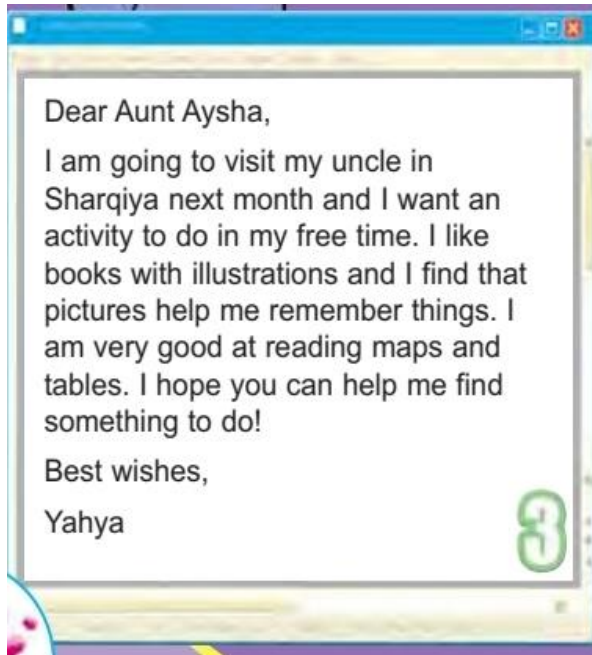 Dear Aunt Aysha,
I am going to visit my uncle in
Sharqiya next month and I want an
activity to do in my free time. I like
books with illustrations and I find that
pictures help me remember things. I
am very good at reading maps and
tables. I hope you can help me find
something to do!
Best wishes,
Yahya
3